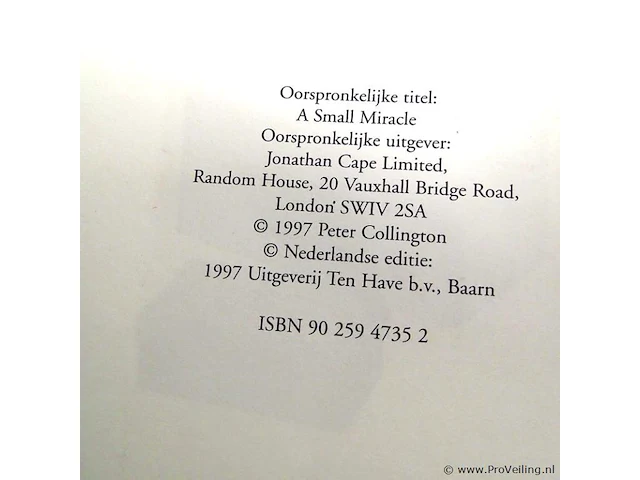 Oorspronkelijke titel:
A Small Miracle
Oorspronkelijke uitgever:
Jonathan Cape Limited,
Random House, 20 Vauxhall Bridge Road,
London SWIV 2SA
© 1997 Peter Collington
© Nederlandse editie:
1997 Uitgeverij Ten Have b.v., Baarn
ISBN 90 259 4735 2
© www.ProVeiling.nl